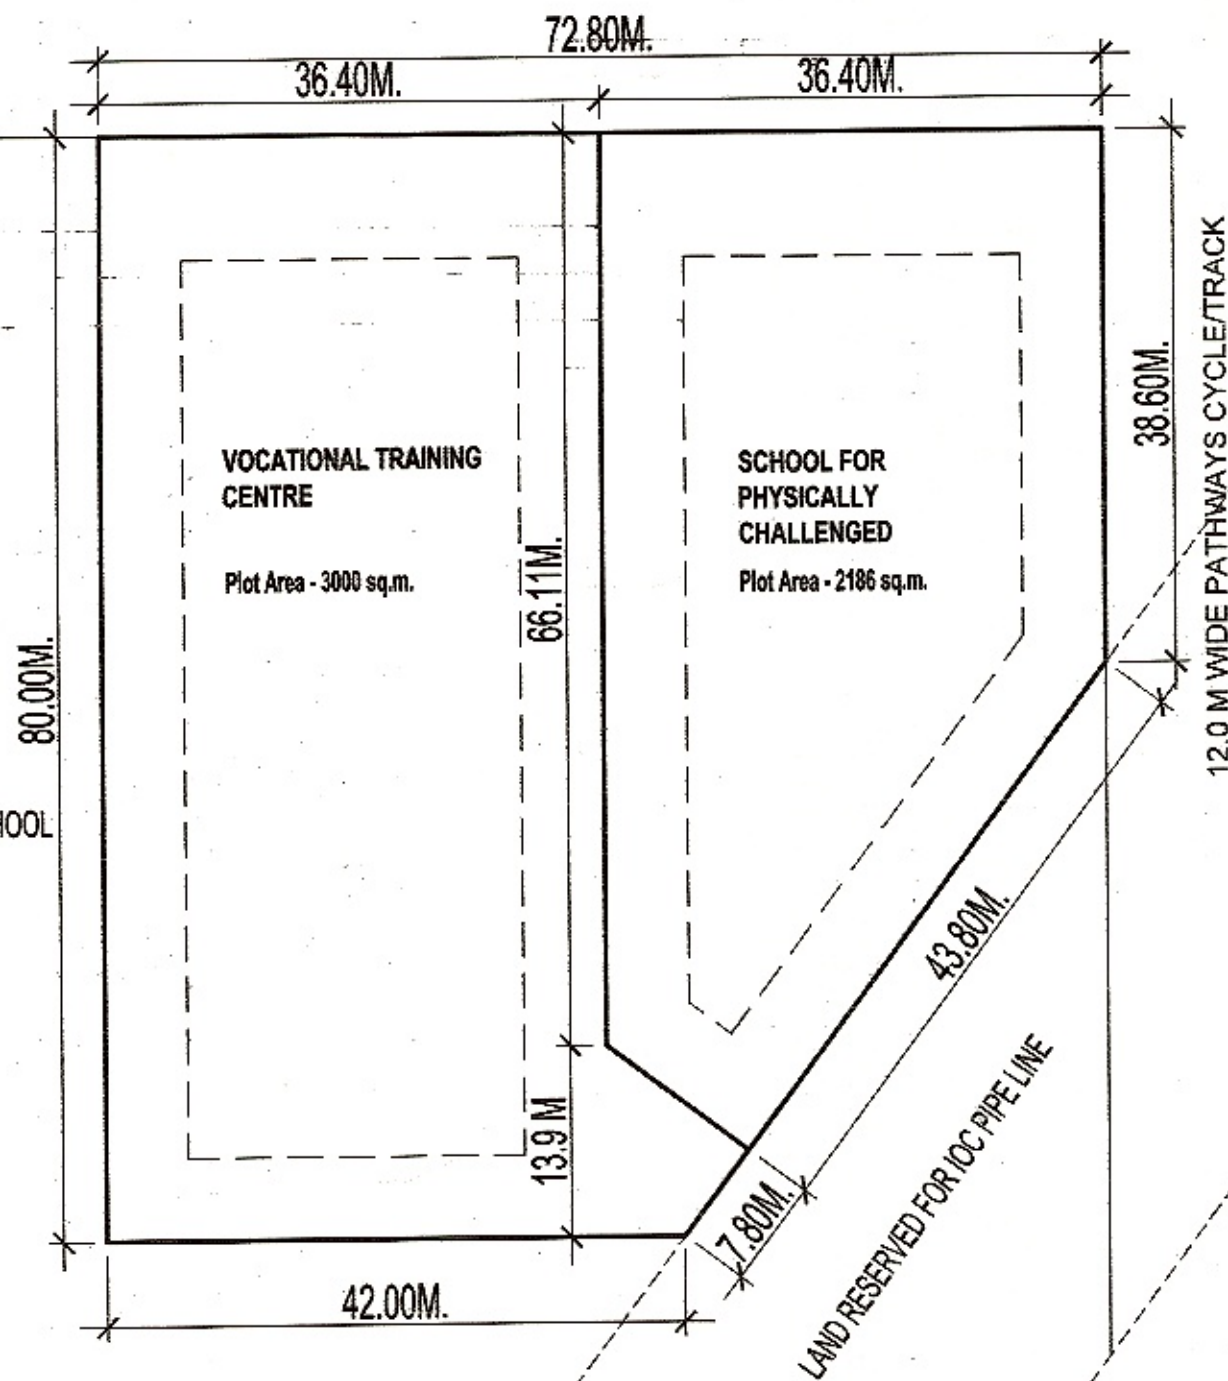 72.80M.
36.40M.
36.40M.
38.60M.
12.0 M WIDE PATHWAYS CYCLE/TRACK
VOCATIONAL TRAINING
CENTRE
Plot Area - 3000 sq.m.
SCHOOL FOR
PHYSICALLY
CHALLENGED
Plot Area - 2186 sq.m.
66.11M.
80.00M.
43.80M.
13.9 M
7.80M.
LAND RESERVED FOR IOC PIPE LINE
42.00M.